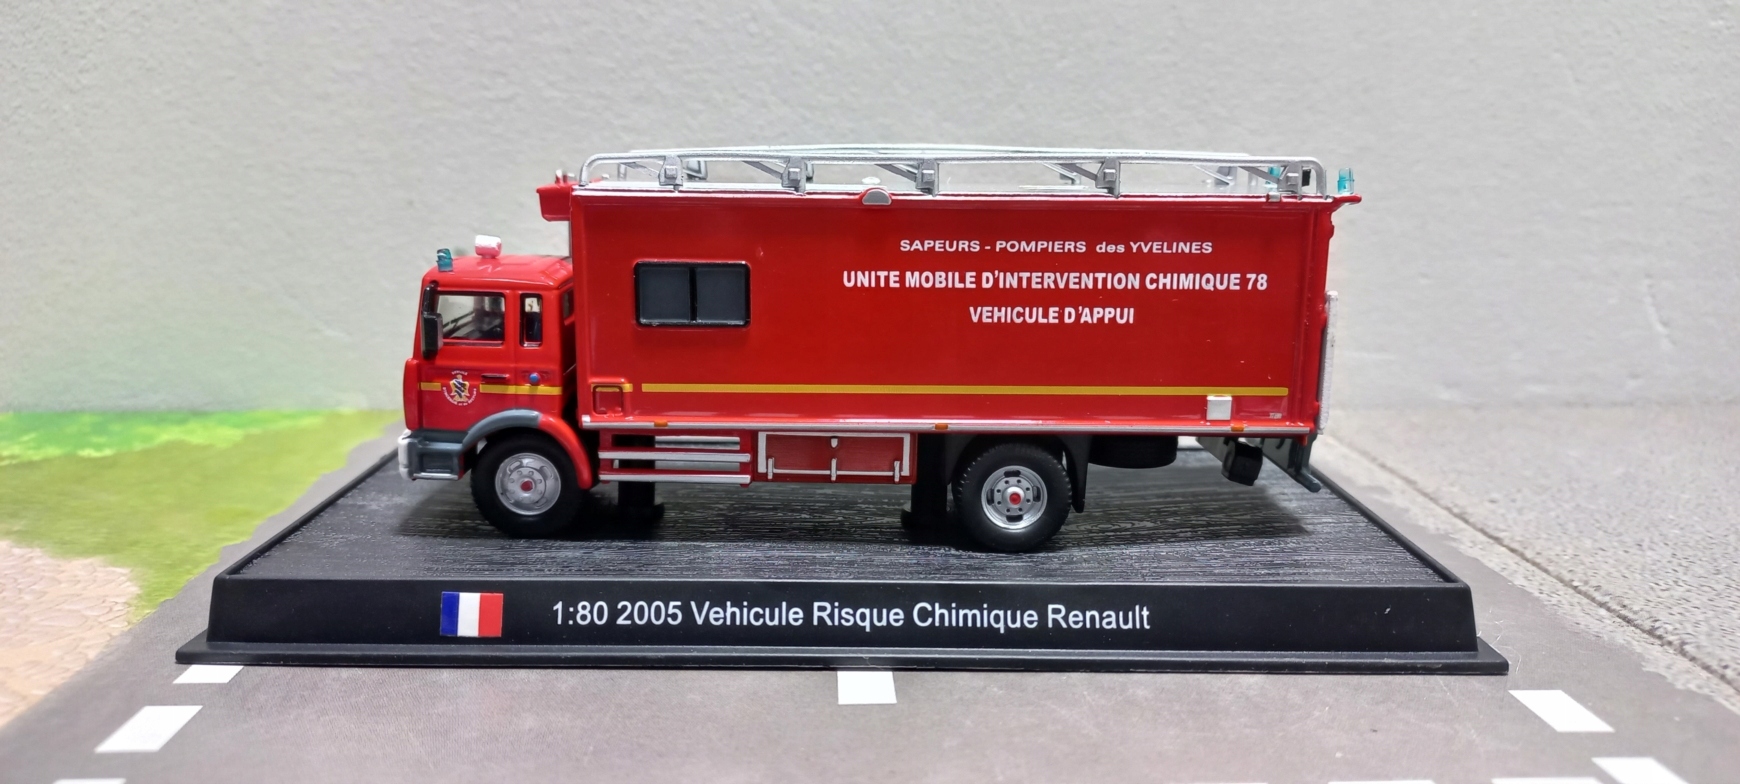 SAPEURS - POMPIERS des YVELINES
UNITE MOBILE D'INTERVENTION CHIMIQUE 78
VEHICULE D'APPUI
1:80 2005 Vehicule Risque Chimique Renault